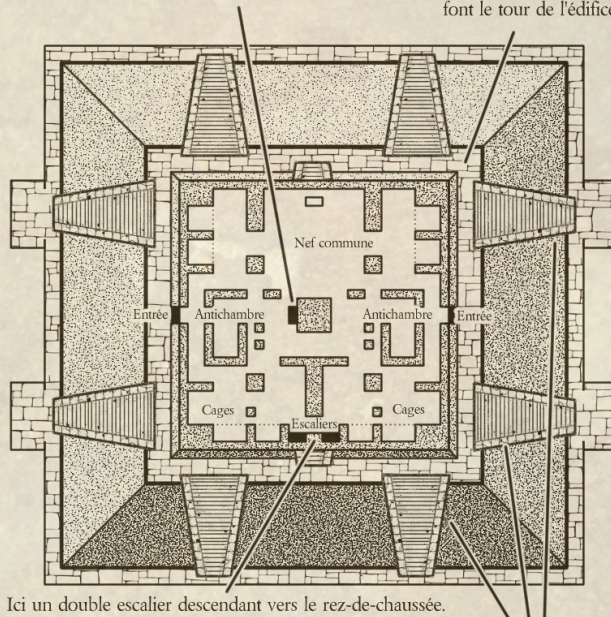 font le tour de l'édifice
Nef commune
Entrée Antichambre Antichambre Entrée
Cages Cages
Escaliers
Ici un double escalier descendant vers le rez-de-chaussée.